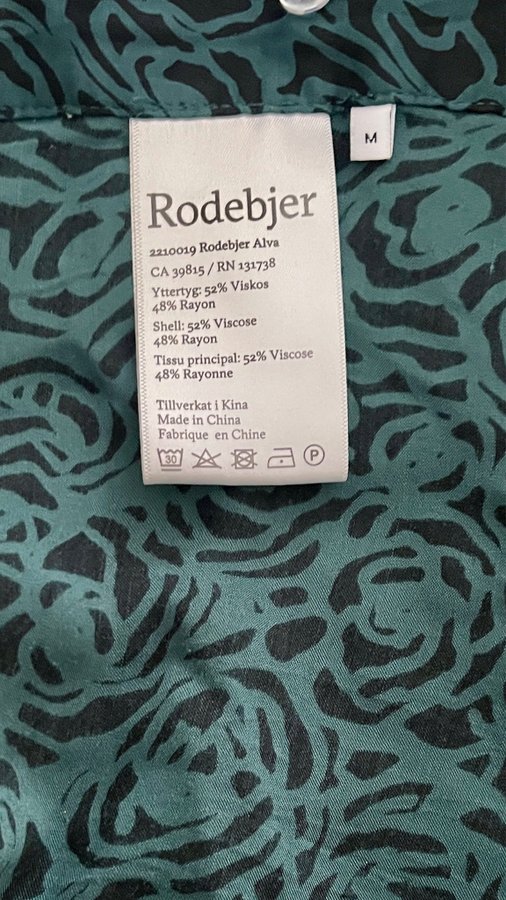 M
Rodebjer
2210019 Rodebjer Alva
CA 39815 / RN 131738
Yttertyg: 52% Viskos
48% Rayon
Shell: 52% Viscose
48% Rayon
Tissu principal: 52% Viscose
48% Rayonne
Tillverkat i Kina
Made in China
Fabrique en Chine
30 P